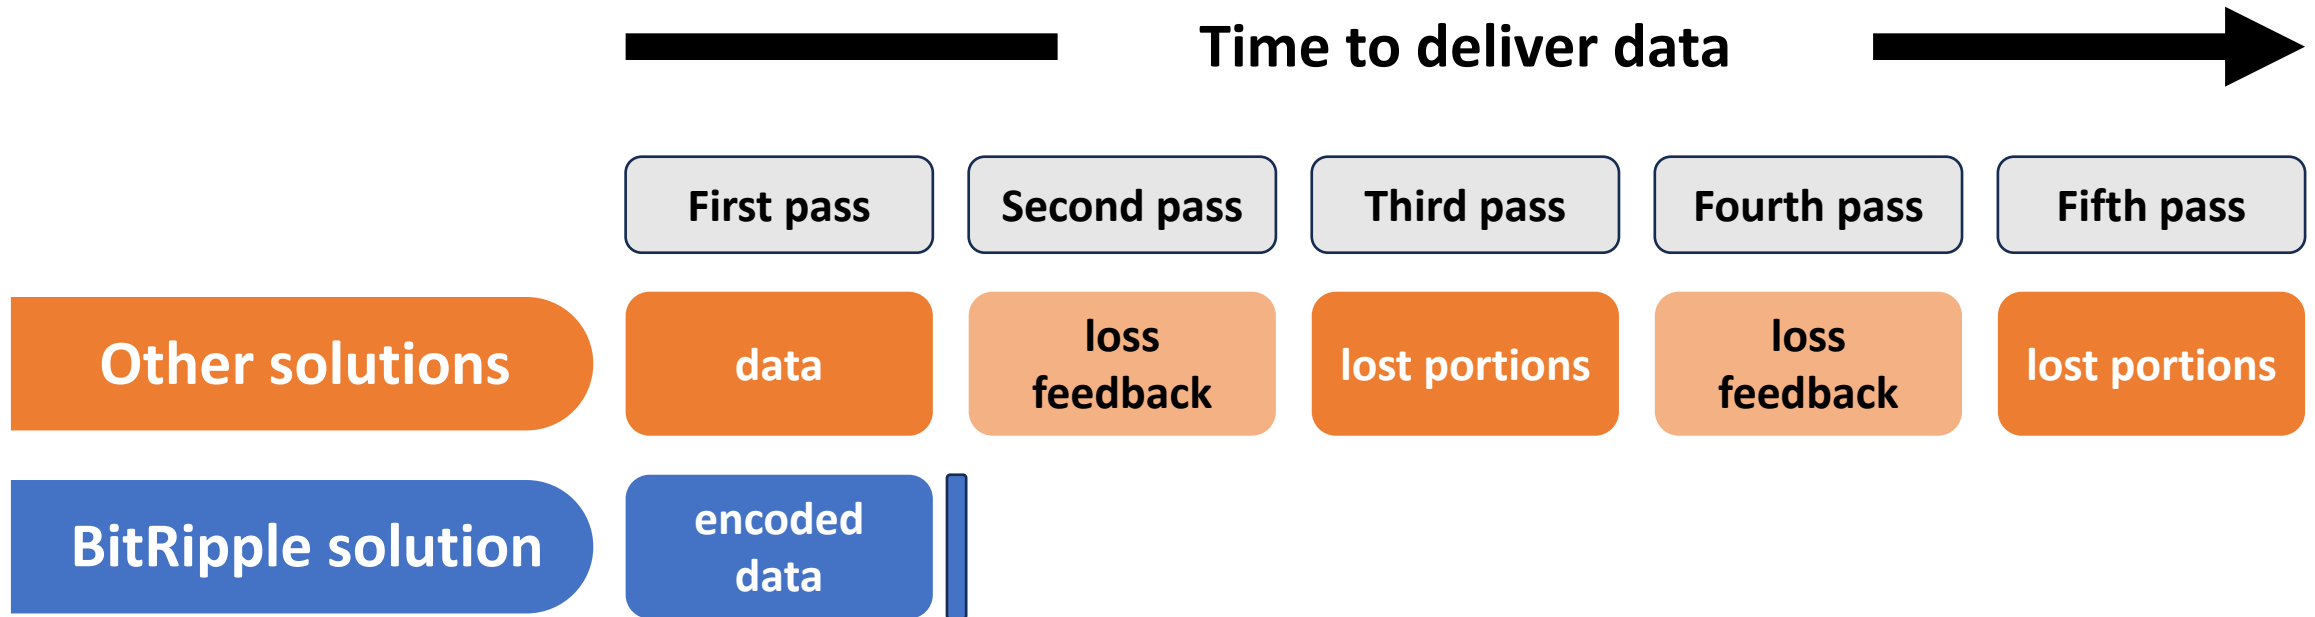 Time to deliver data
First pass
Second pass
Third pass
Fourth pass
Fifth pass
Other solutions
data
loss
feedback
lost portions
loss
feedback
lost portions
BitRipple solution
encoded
data